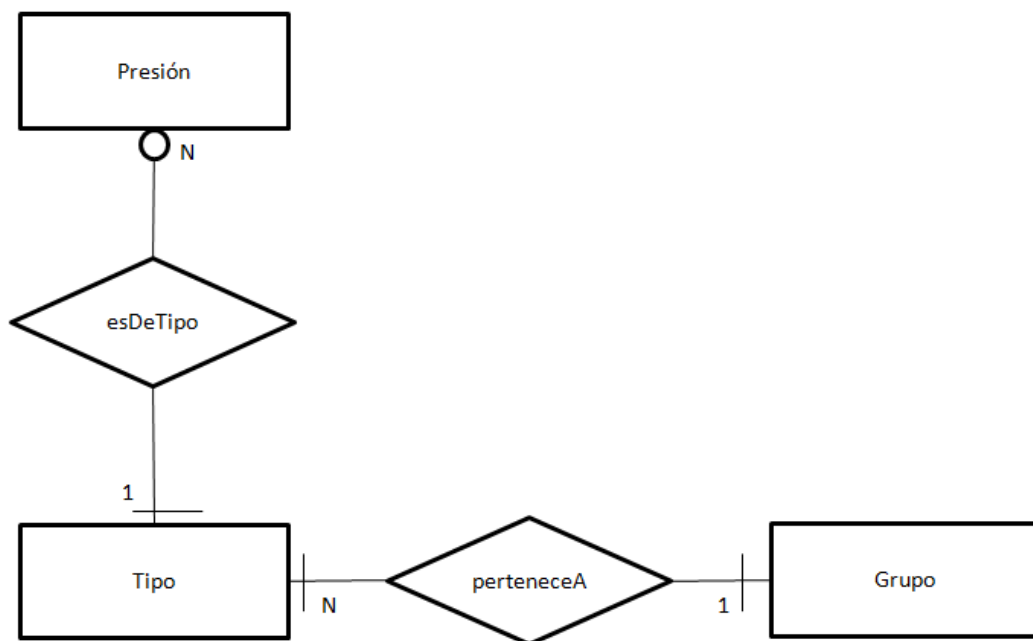 Presión
N
esDeTipo
1
Tipo
N
perteneceA
1
Grupo